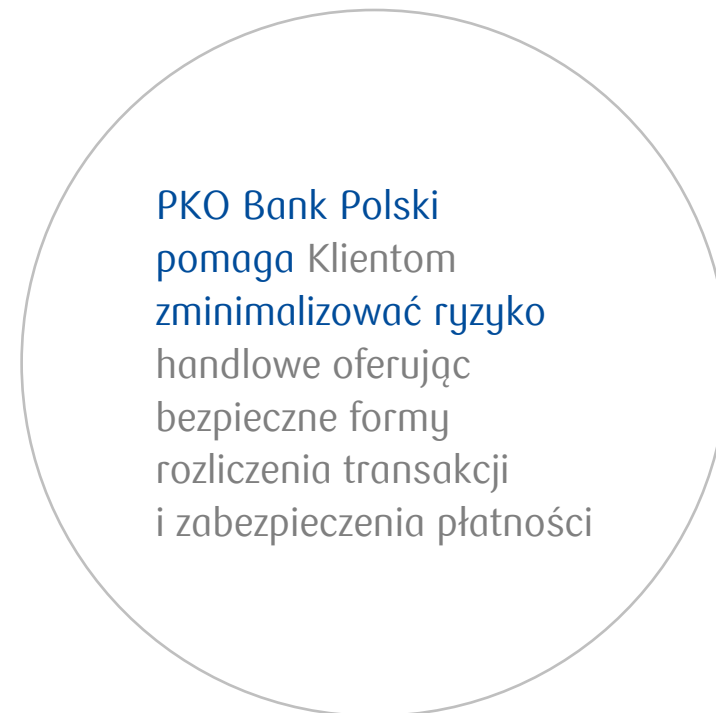 PKO Bank Polski
pomaga Klientom
zminimalizować ryzyko
handlowe oferując
bezpieczne formy
rozliczenia transakcji
i zabezpieczenia płatności